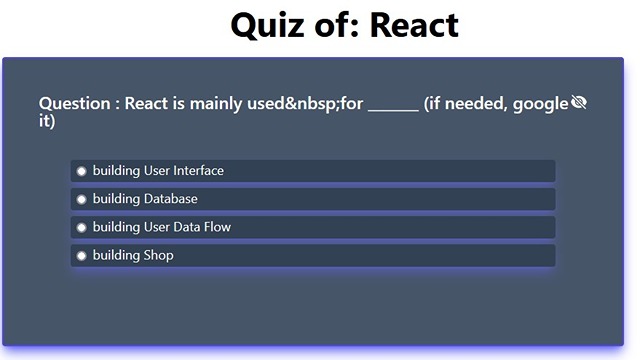 Quiz of: React
Question : React is mainly used&nbsp;for ______ (if needed, google
it)
building User Interface
building Database
building User Data Flow
building Shop